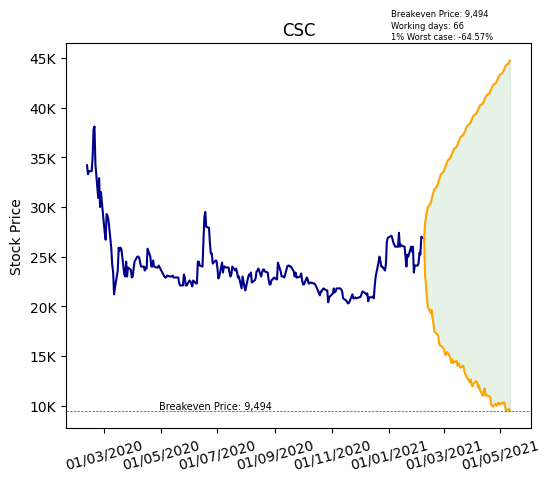 Breakeven Price: 9,494
Working days: 66
1% Worst case: -64.57%
CSC
Stock Price
45K
40K
35K
30K
25K
20K
15K
10K
Breakeven Price: 9,494
01/03/2020 01/05/2020 01/07/2020 01/09/2020 01/11/2020 01/01/2021 01/03/2021 01/05/2021